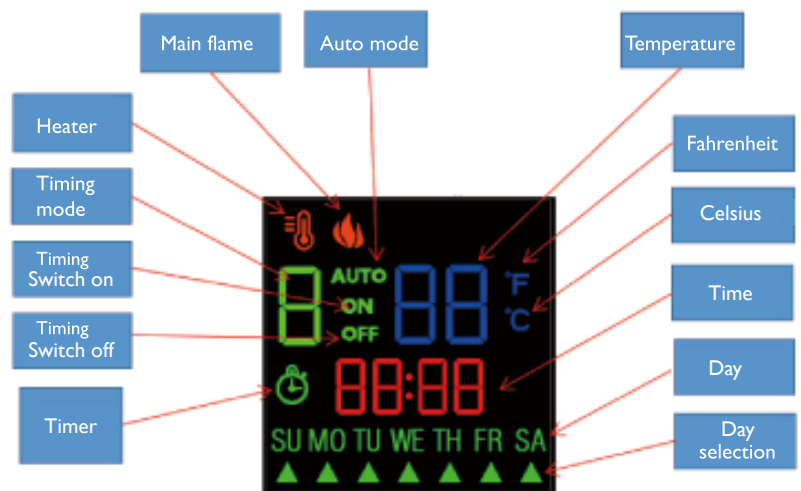 Main flame
Auto mode
Temperature
Heater
Fahrenheit
Timing
mode
Celsius
Timing
Switch on
Time
Timing
Switch off
Day
Timer
Day
selection
8 AUTO 88 °F
ON
OFF °C
88:88
SU MO TU WE TH FR SA